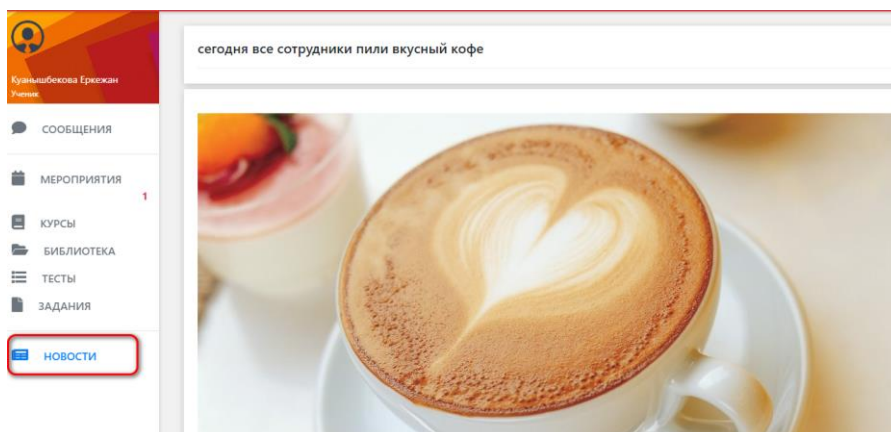 Куанышбекова Еркежан
Ученик
сегодня все сотрудники пили вкусный кофе
СООБЩЕНИЯ
МЕРОПРИЯТИЯ
1
КУРСЫ
БИБЛИОТЕКА
ТЕСТЫ
ЗАДАНИЯ
НОВОСТИ